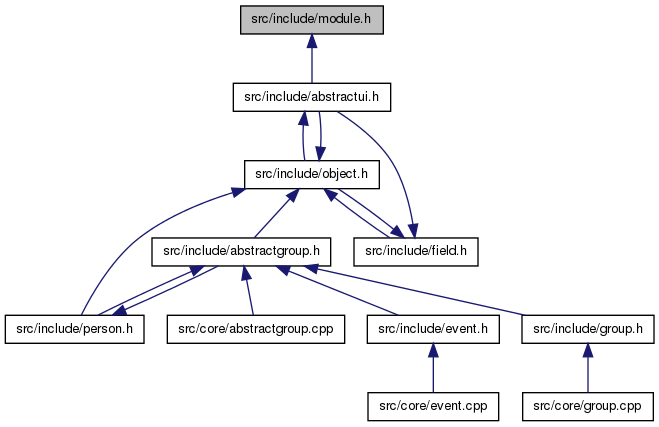 src/include/module.h
src/include/abstractui.h
src/include/object.h
src/include/abstractgroup.h
src/include/field.h
src/include/person.h
src/core/abstractgroup.cpp
src/include/event.h
src/include/group.h
src/core/event.cpp
src/core/group.cpp